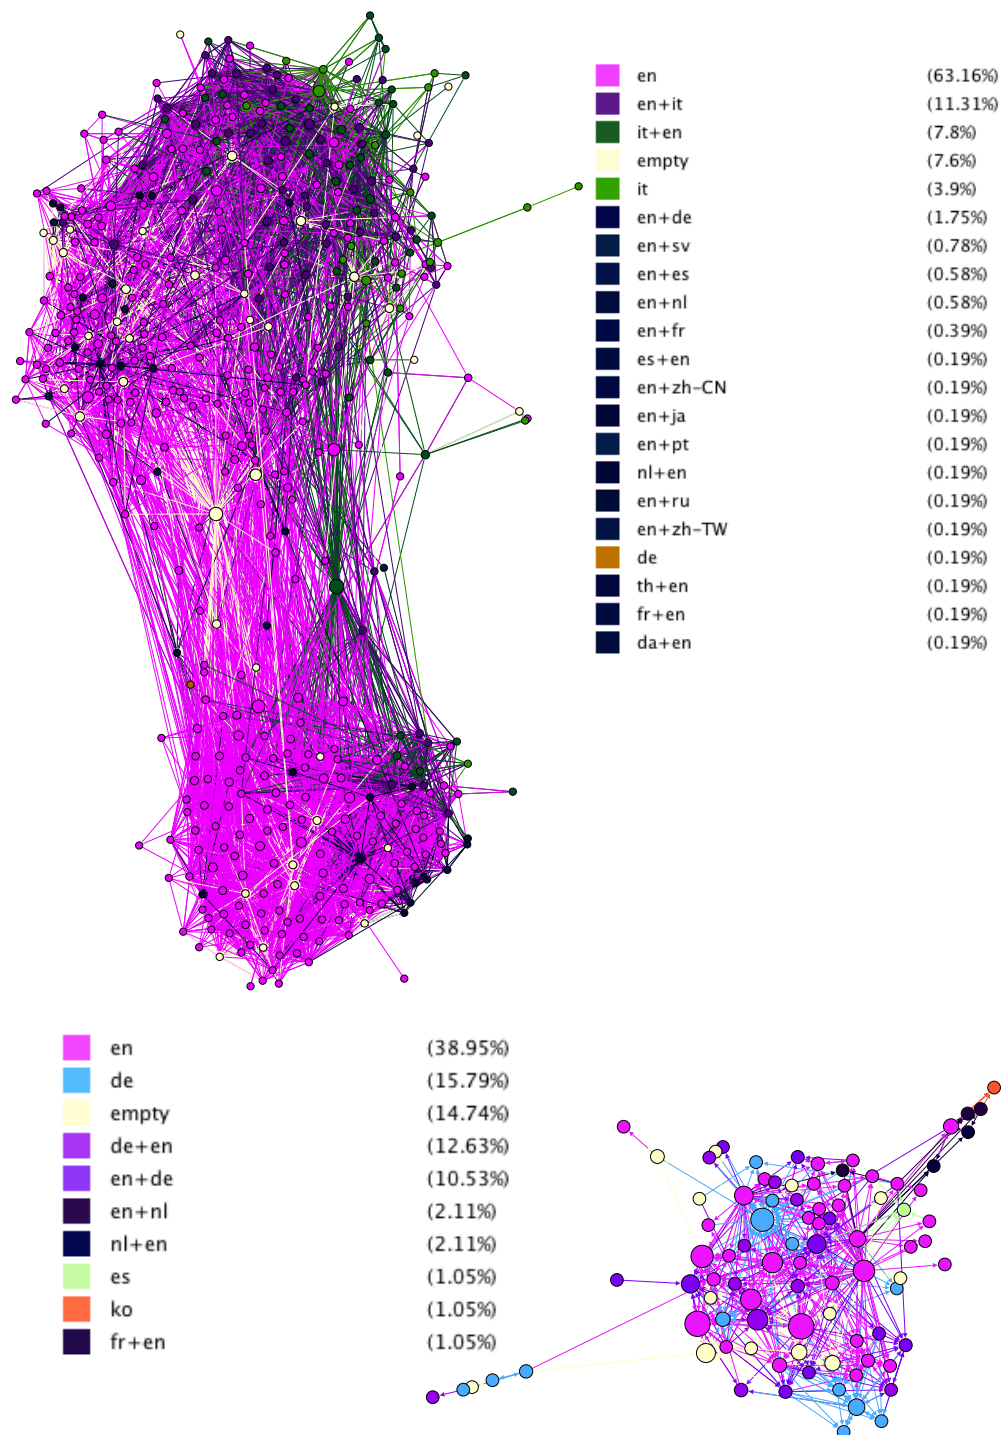 en (63.16%)
en+it (11.31%)
it+en (7.8%)
empty (7.6%)
it (3.9%)
en+de (1.75%)
en+sv (0.78%)
en+es (0.58%)
en+nl (0.58%)
en+fr (0.39%)
es+en (0.19%)
en+zh-CN (0.19%)
en+ja (0.19%)
en+pt (0.19%)
nl+en (0.19%)
en+ru (0.19%)
en+zh-TW (0.19%)
de (0.19%)
th+en (0.19%)
fr+en (0.19%)
da+en (0.19%)
en (38.95%)
de (15.79%)
empty (14.74%)
de+en (12.63%)
en+de (10.53%)
en+nl (2.11%)
nl+en (2.11%)
es (1.05%)
ko (1.05%)
fr+en (1.05%)